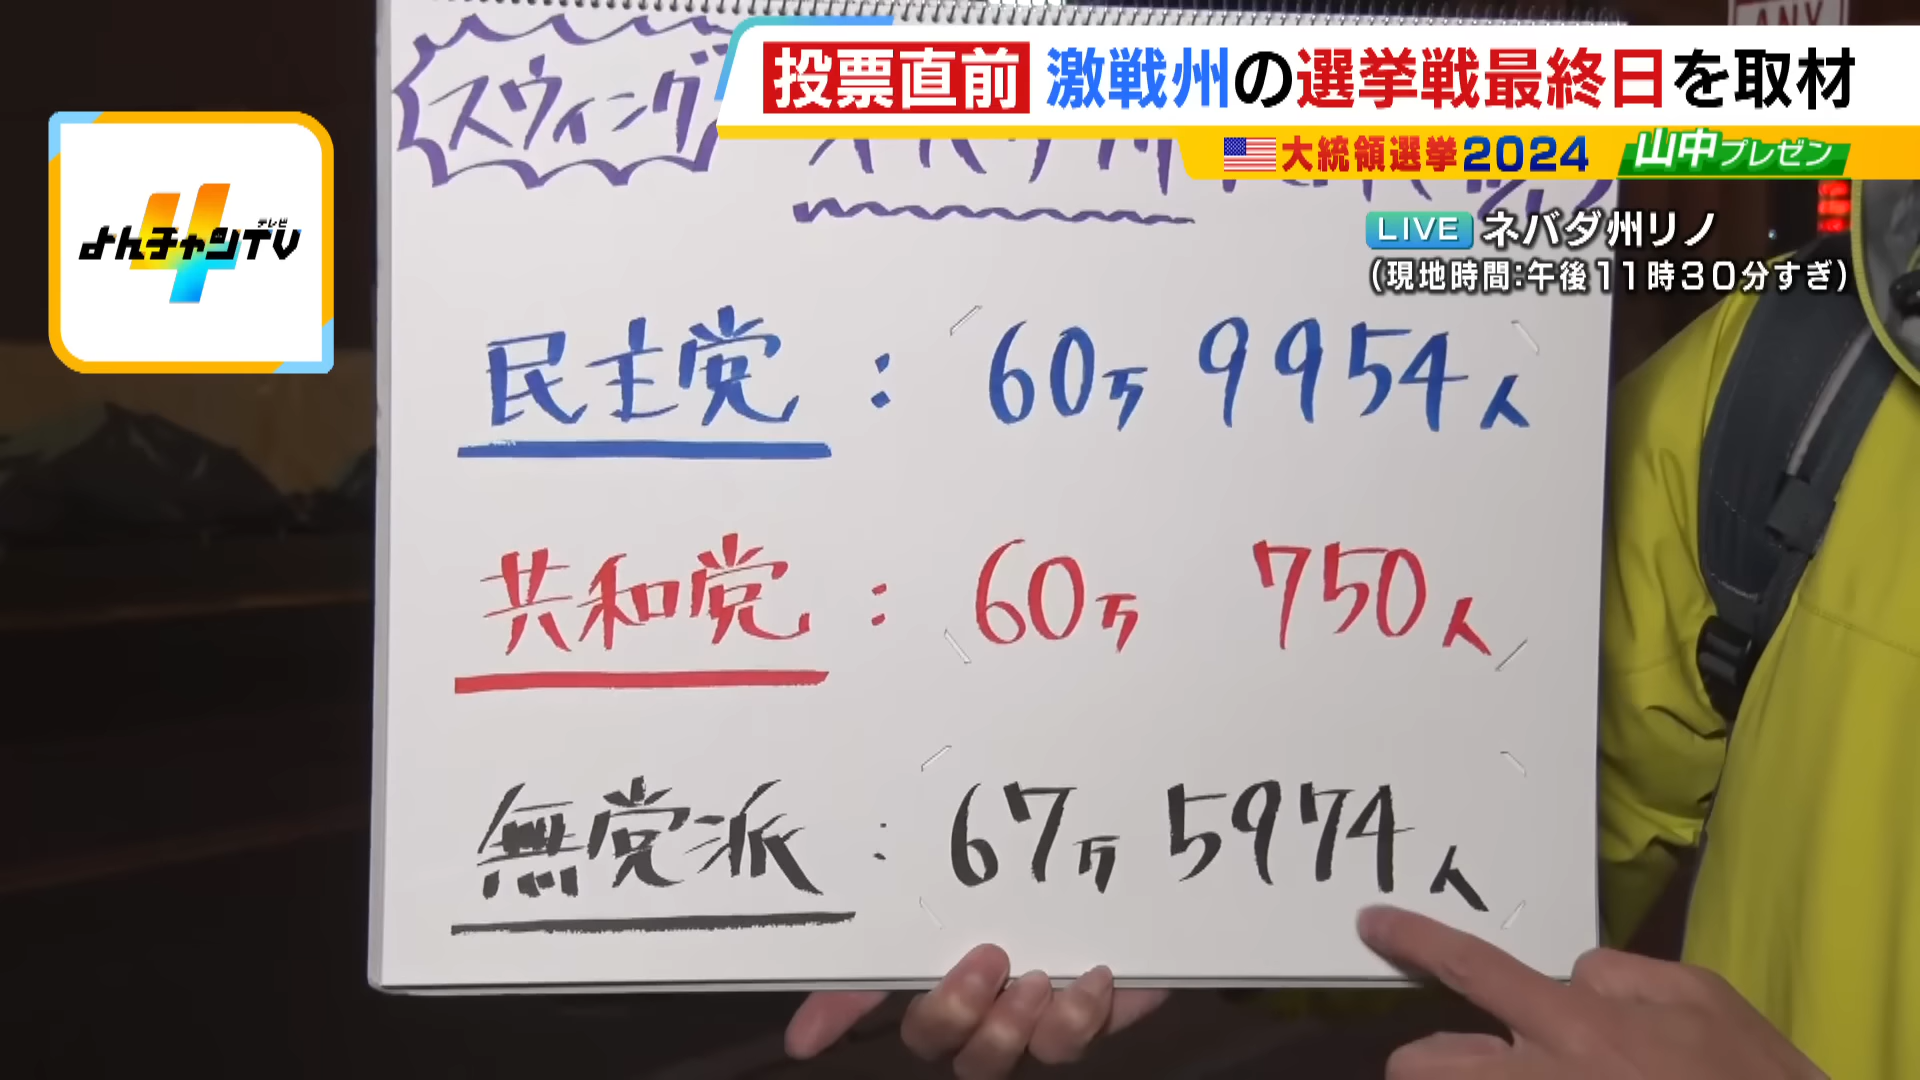 投票直前 激戦州の選挙戦最終日を取材
大統領選挙2024 山中プレゼン
LIVE ネバダ州リノ
(現地時間:午後11時30分すぎ)
テレビ
よんチャンTV
ANY
スウィング
民主党 : 60万 9954人
共和党 : 60万 750人
無党派 : 67万 5974人